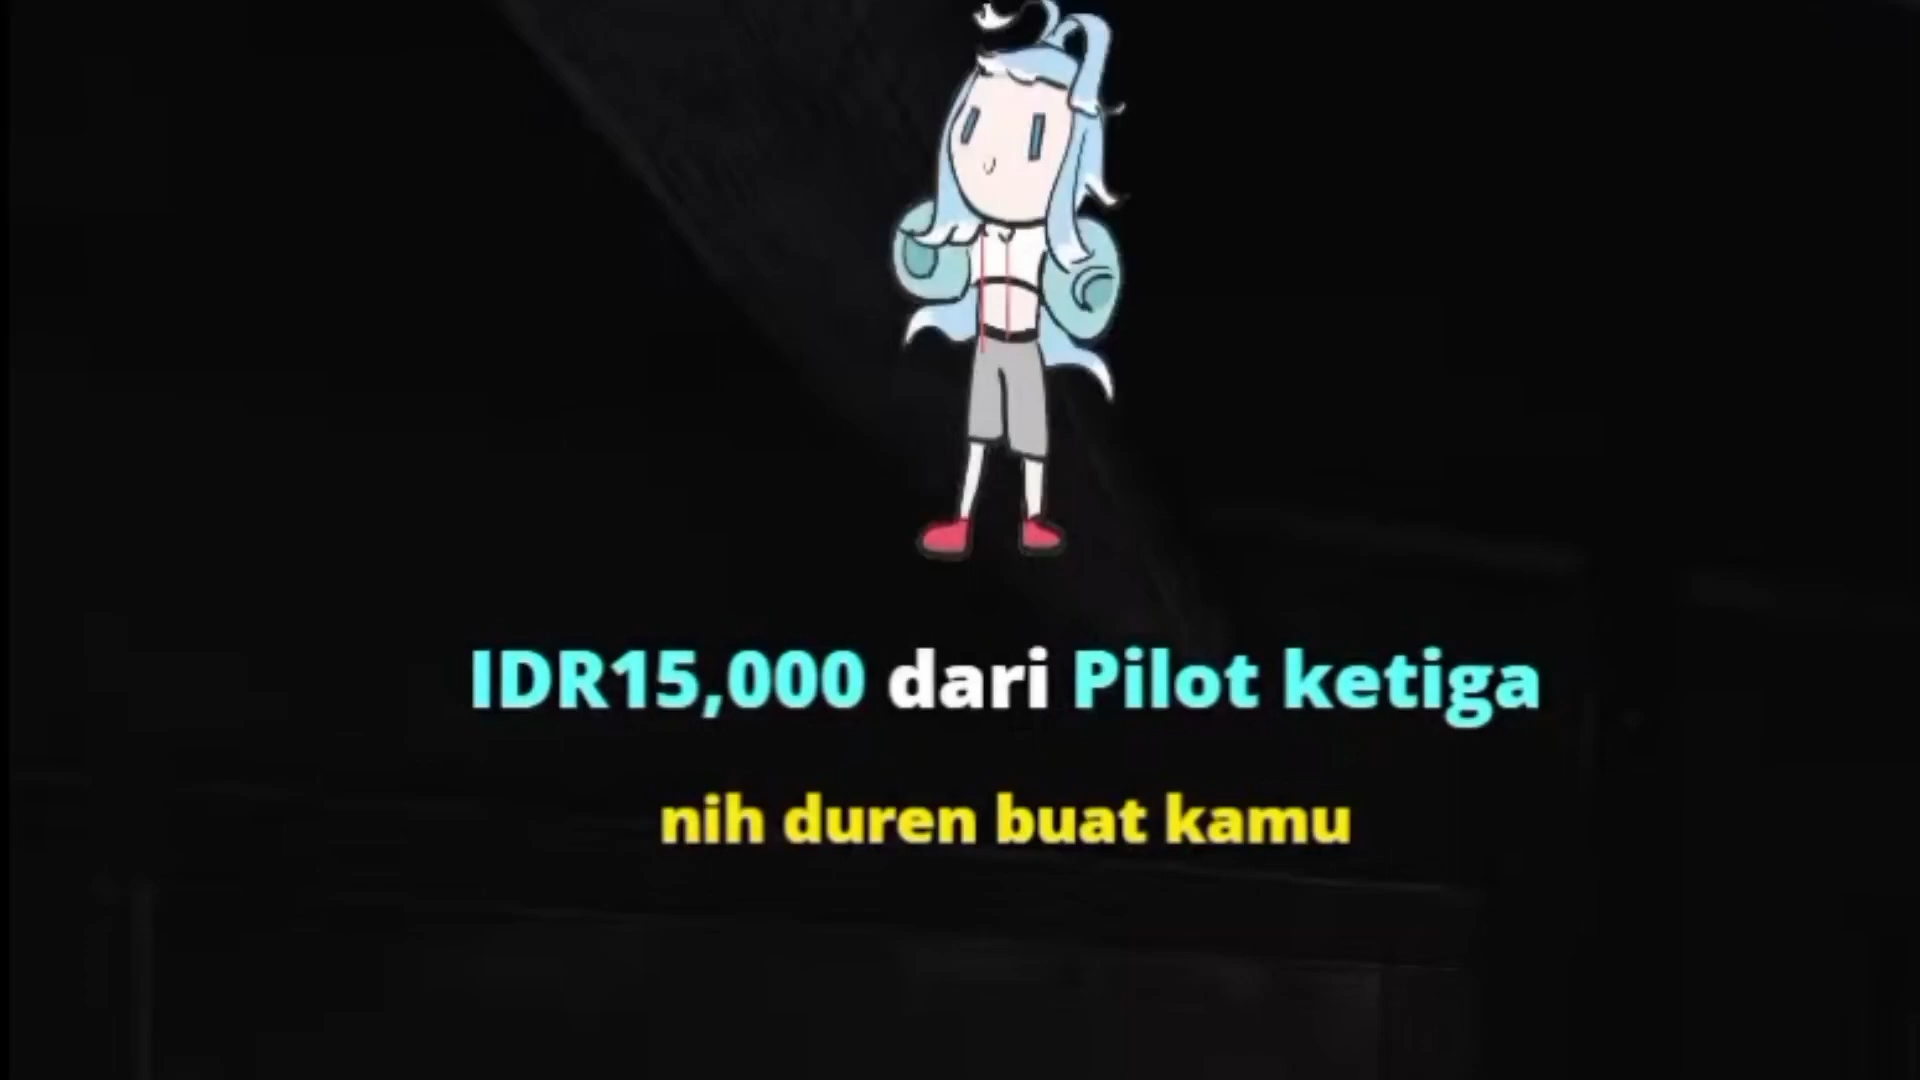 IDR15,000 dari Pilot ketiga
nih duren buat kamu